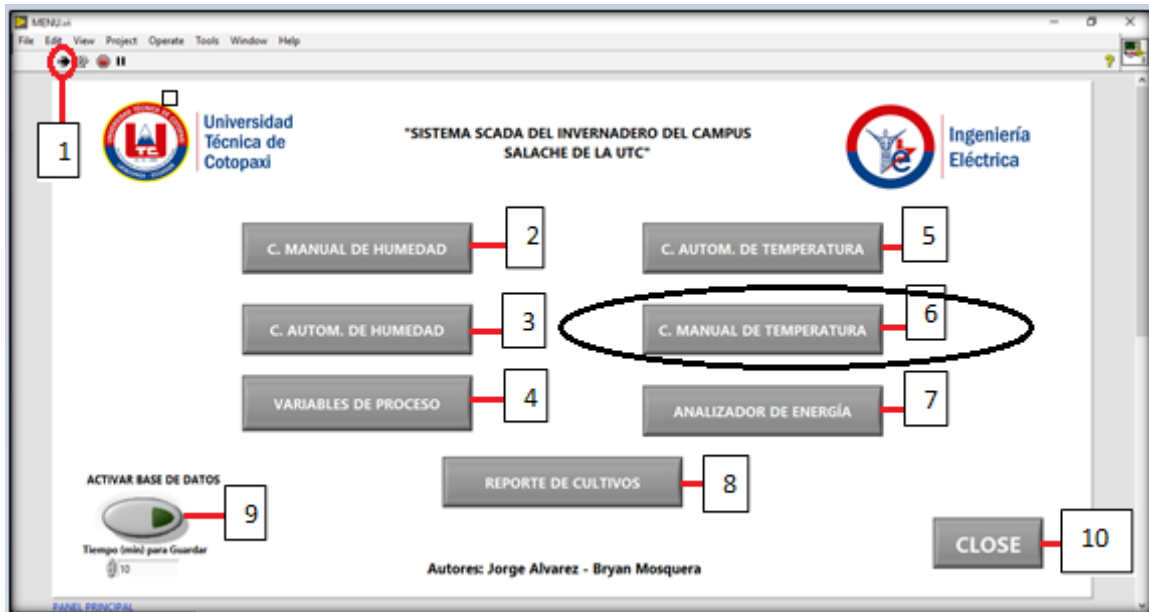 MENU.vi
File Edit View Project Operate Tools Window Help
1
UTC
Universidad
Técnica de
Cotopaxi
"SISTEMA SCADA DEL INVERNADERO DEL CAMPUS
SALACHE DE LA UTC"
Ingeniería
Eléctrica
C. MANUAL DE HUMEDAD
2
C. AUTOM. DE TEMPERATURA
5
C. AUTOM. DE HUMEDAD
3
C. MANUAL DE TEMPERATURA
6
VARIABLES DE PROCESO
4
ANALIZADOR DE ENERGÍA
7
REPORTE DE CULTIVOS
8
ACTIVAR BASE DE DATOS
9
Tiempo (min) para Guardar
10
CLOSE
10
Autores: Jorge Alvarez - Bryan Mosquera
PANEL PRINCIPAL